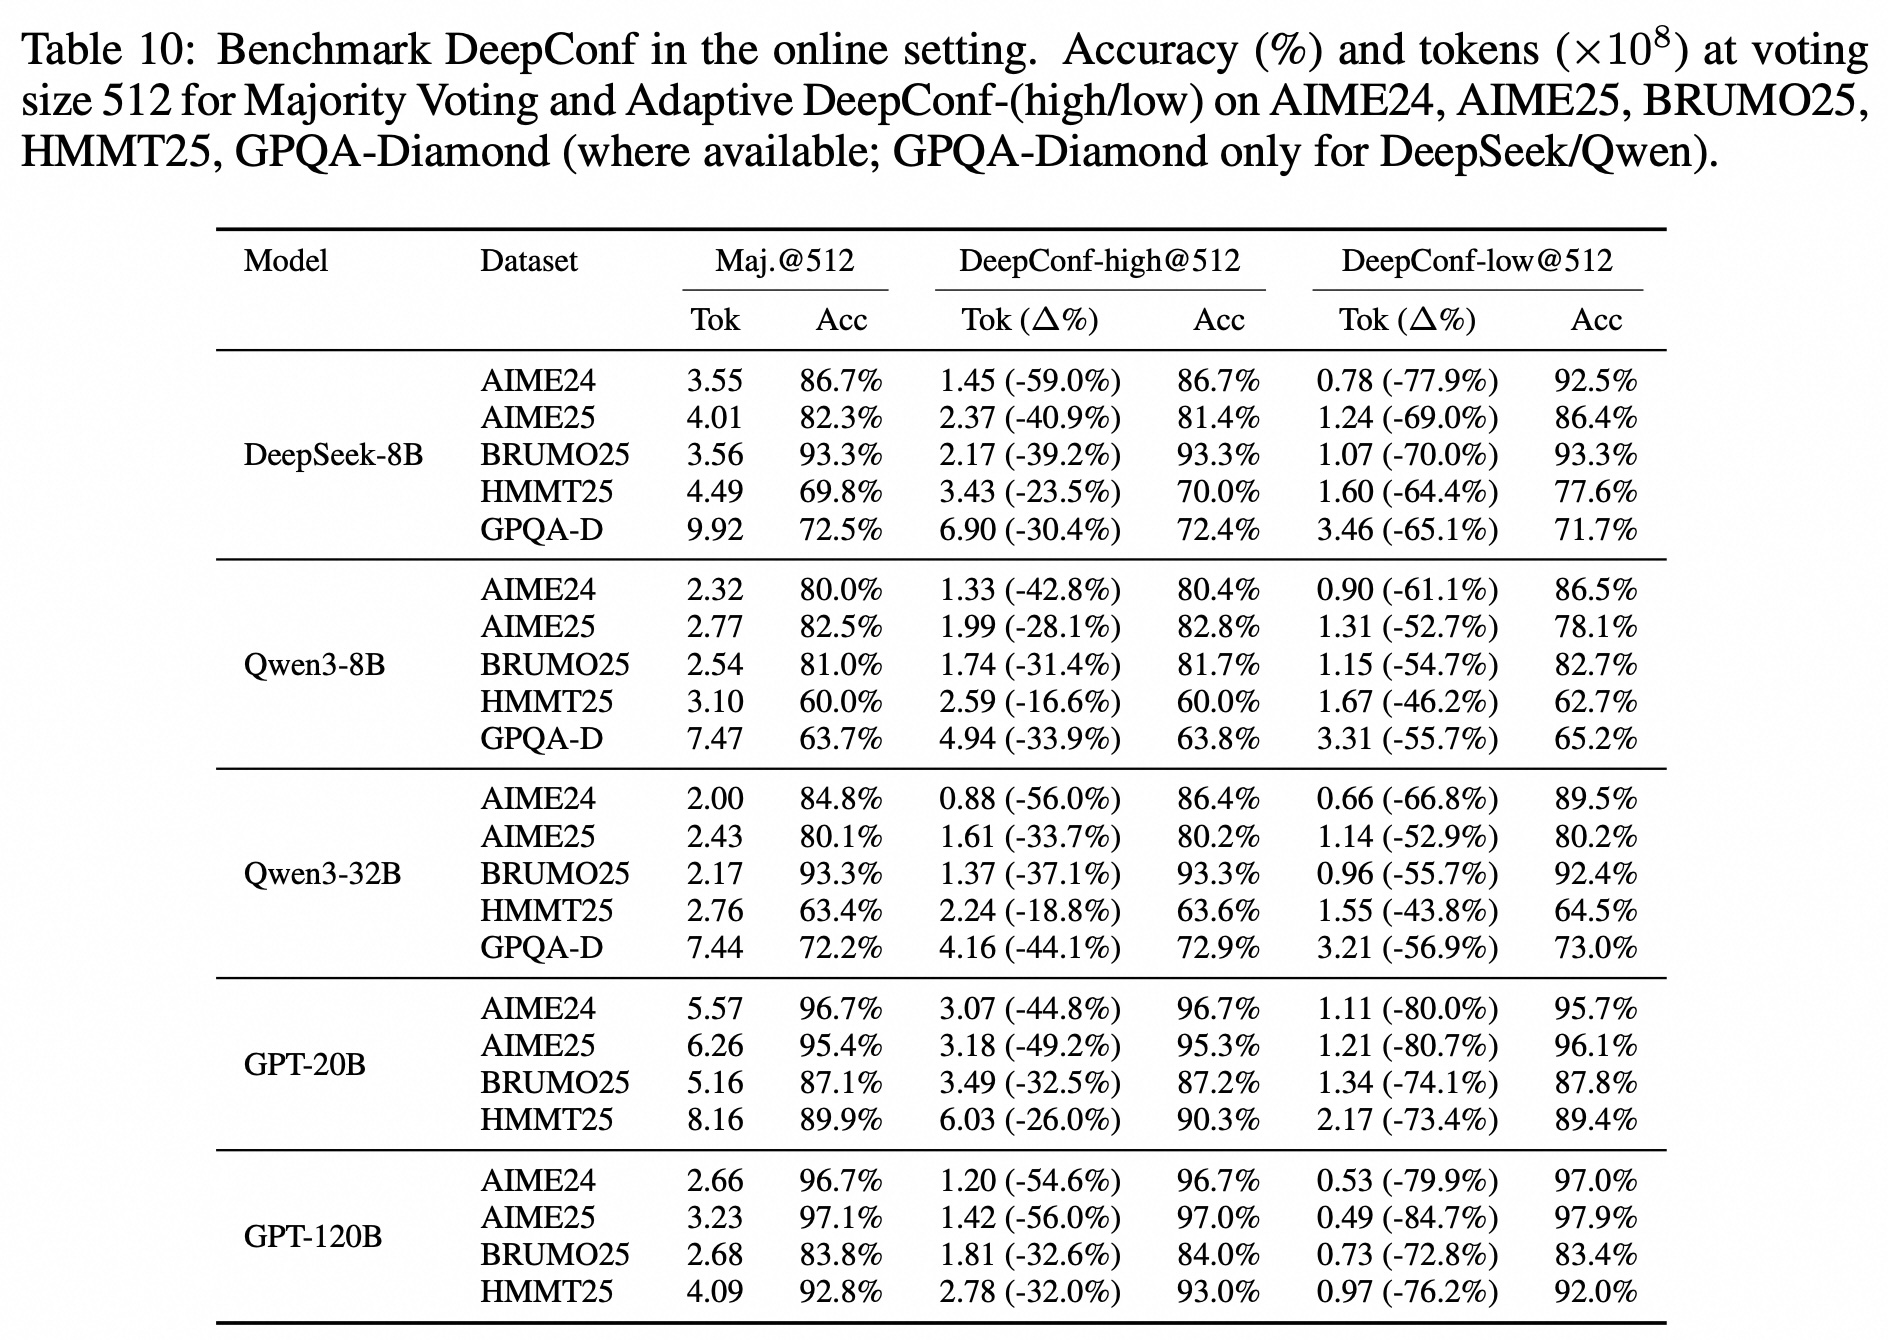 Table 10: Benchmark DeepConf in the online setting. Accuracy (%) and tokens (×10⁸) at voting
size 512 for Majority Voting and Adaptive DeepConf-(high/low) on AIME24, AIME25, BRUMO25,
HMMT25, GPQA-Diamond (where available; GPQA-Diamond only for DeepSeek/Qwen).
Model Dataset Maj.@512 DeepConf-high@512 DeepConf-low@512
Tok Acc Tok (Δ%) Acc Tok (Δ%) Acc
AIME24 3.55 86.7% 1.45 (-59.0%) 86.7% 0.78 (-77.9%) 92.5%
AIME25 4.01 82.3% 2.37 (-40.9%) 81.4% 1.24 (-69.0%) 86.4%
DeepSeek-8B BRUMO25 3.56 93.3% 2.17 (-39.2%) 93.3% 1.07 (-70.0%) 93.3%
HMMT25 4.49 69.8% 3.43 (-23.5%) 70.0% 1.60 (-64.4%) 77.6%
GPQA-D 9.92 72.5% 6.90 (-30.4%) 72.4% 3.46 (-65.1%) 71.7%
AIME24 2.32 80.0% 1.33 (-42.8%) 80.4% 0.90 (-61.1%) 86.5%
AIME25 2.77 82.5% 1.99 (-28.1%) 82.8% 1.31 (-52.7%) 78.1%
Qwen3-8B BRUMO25 2.54 81.0% 1.74 (-31.4%) 81.7% 1.15 (-54.7%) 82.7%
HMMT25 3.10 60.0% 2.59 (-16.6%) 60.0% 1.67 (-46.2%) 62.7%
GPQA-D 7.47 63.7% 4.94 (-33.9%) 63.8% 3.31 (-55.7%) 65.2%
AIME24 2.00 84.8% 0.88 (-56.0%) 86.4% 0.66 (-66.8%) 89.5%
AIME25 2.43 80.1% 1.61 (-33.7%) 80.2% 1.14 (-52.9%) 80.2%
Qwen3-32B BRUMO25 2.17 93.3% 1.37 (-37.1%) 93.3% 0.96 (-55.7%) 92.4%
HMMT25 2.76 63.4% 2.24 (-18.8%) 63.6% 1.55 (-43.8%) 64.5%
GPQA-D 7.44 72.2% 4.16 (-44.1%) 72.9% 3.21 (-56.9%) 73.0%
AIME24 5.57 96.7% 3.07 (-44.8%) 96.7% 1.11 (-80.0%) 95.7%
AIME25 6.26 95.4% 3.18 (-49.2%) 95.3% 1.21 (-80.7%) 96.1%
GPT-20B
BRUMO25 5.16 87.1% 3.49 (-32.5%) 87.2% 1.34 (-74.1%) 87.8%
HMMT25 8.16 89.9% 6.03 (-26.0%) 90.3% 2.17 (-73.4%) 89.4%
AIME24 2.66 96.7% 1.20 (-54.6%) 96.7% 0.53 (-79.9%) 97.0%
AIME25 3.23 97.1% 1.42 (-56.0%) 97.0% 0.49 (-84.7%) 97.9%
GPT-120B
BRUMO25 2.68 83.8% 1.81 (-32.6%) 84.0% 0.73 (-72.8%) 83.4%
HMMT25 4.09 92.8% 2.78 (-32.0%) 93.0% 0.97 (-76.2%) 92.0%